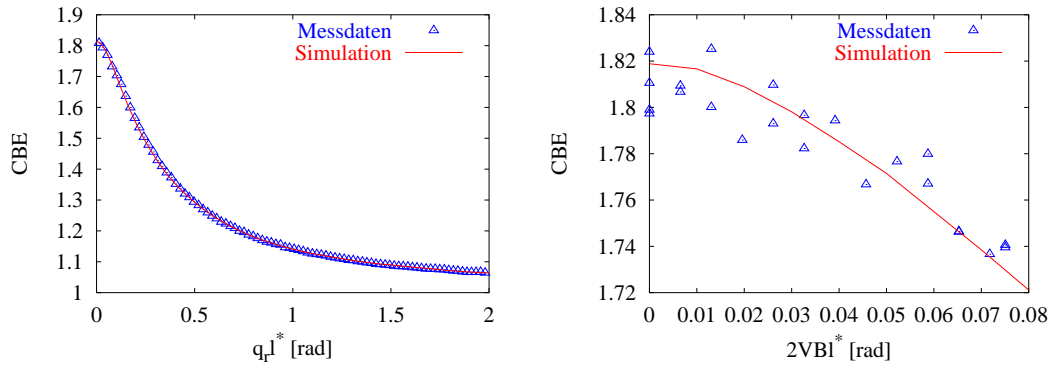 1.9
1.8
1.7
1.6
1.5
1.4
1.3
1.2
1.1
1
CBE
Messdaten
Simulation
0 0.5 1 1.5 2
q_r l^* [rad]
1.84
1.82
1.8
1.78
1.76
1.74
1.72
CBE
Messdaten
Simulation
0 0.01 0.02 0.03 0.04 0.05 0.06 0.07 0.08
2VBl^* [rad]